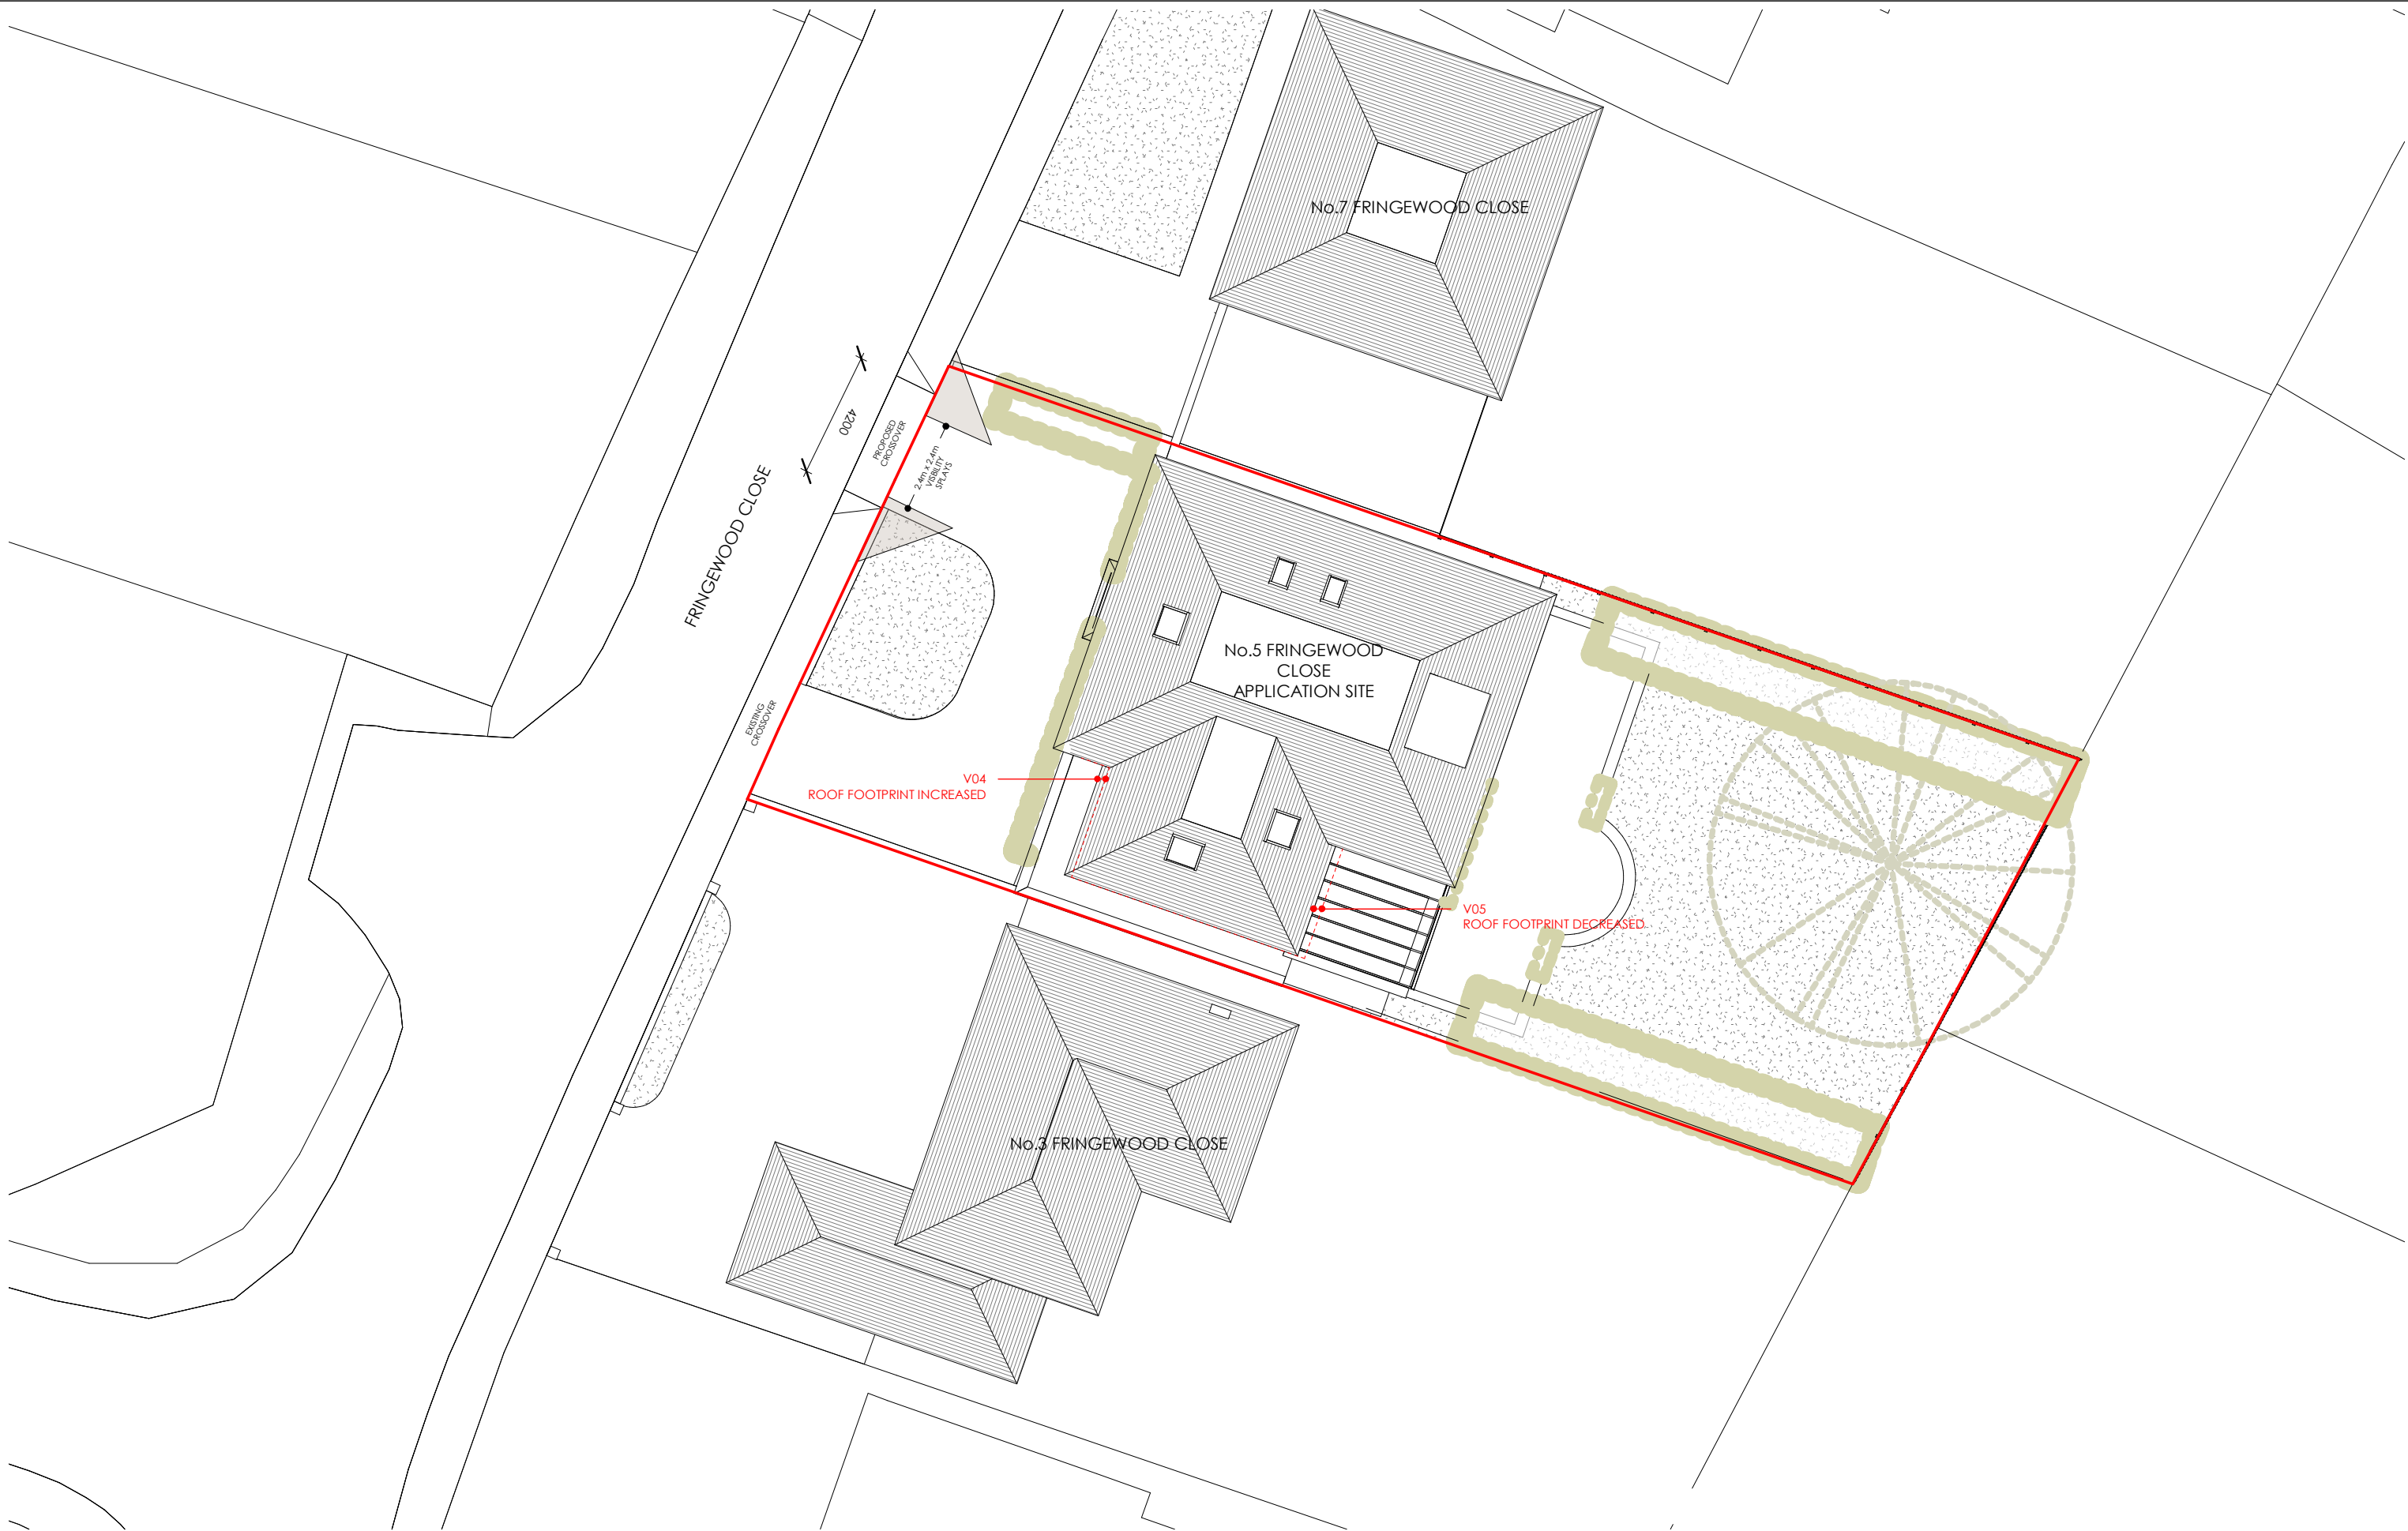 No.7 FRINGEWOOD CLOSE
4200
PROPOSED
CROSSOVER
2.4m x 2.4m
VISIBILITY
SPLAYS
FRINGEWOOD CLOSE
No.5 FRINGEWOOD
CLOSE
APPLICATION SITE
EXISTING
CROSSOVER
V04
ROOF FOOTPRINT INCREASED
V05
ROOF FOOTPRINT DECREASED
No.3 FRINGEWOOD CLOSE